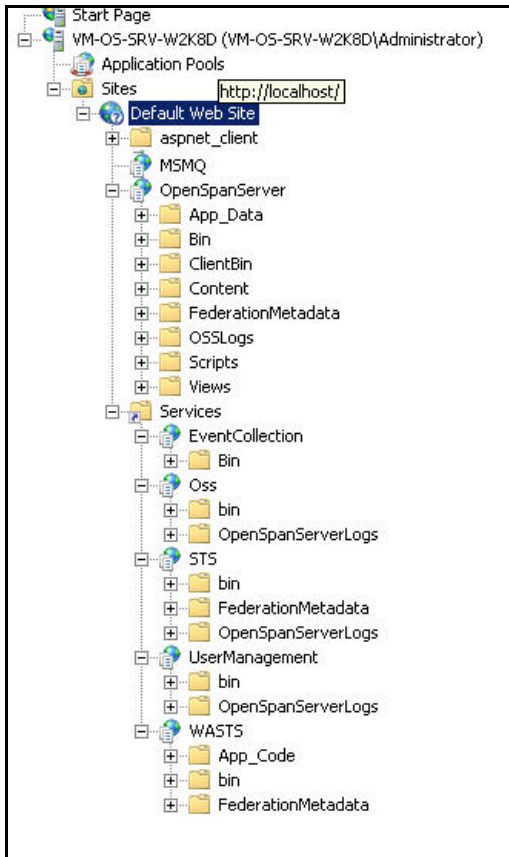 Start Page
VM-OS-SRV-W2K8D (VM-OS-SRV-W2K8D\Administrator)
Application Pools
Sites
http://localhost/
Default Web Site
aspnet_client
MSMQ
OpenSpanServer
App_Data
Bin
ClientBin
Content
FederationMetadata
OSSLogs
Scripts
Views
Services
EventCollection
Bin
Oss
bin
OpenSpanServerLogs
STS
bin
FederationMetadata
OpenSpanServerLogs
UserManagement
bin
OpenSpanServerLogs
WASTS
App_Code
bin
FederationMetadata